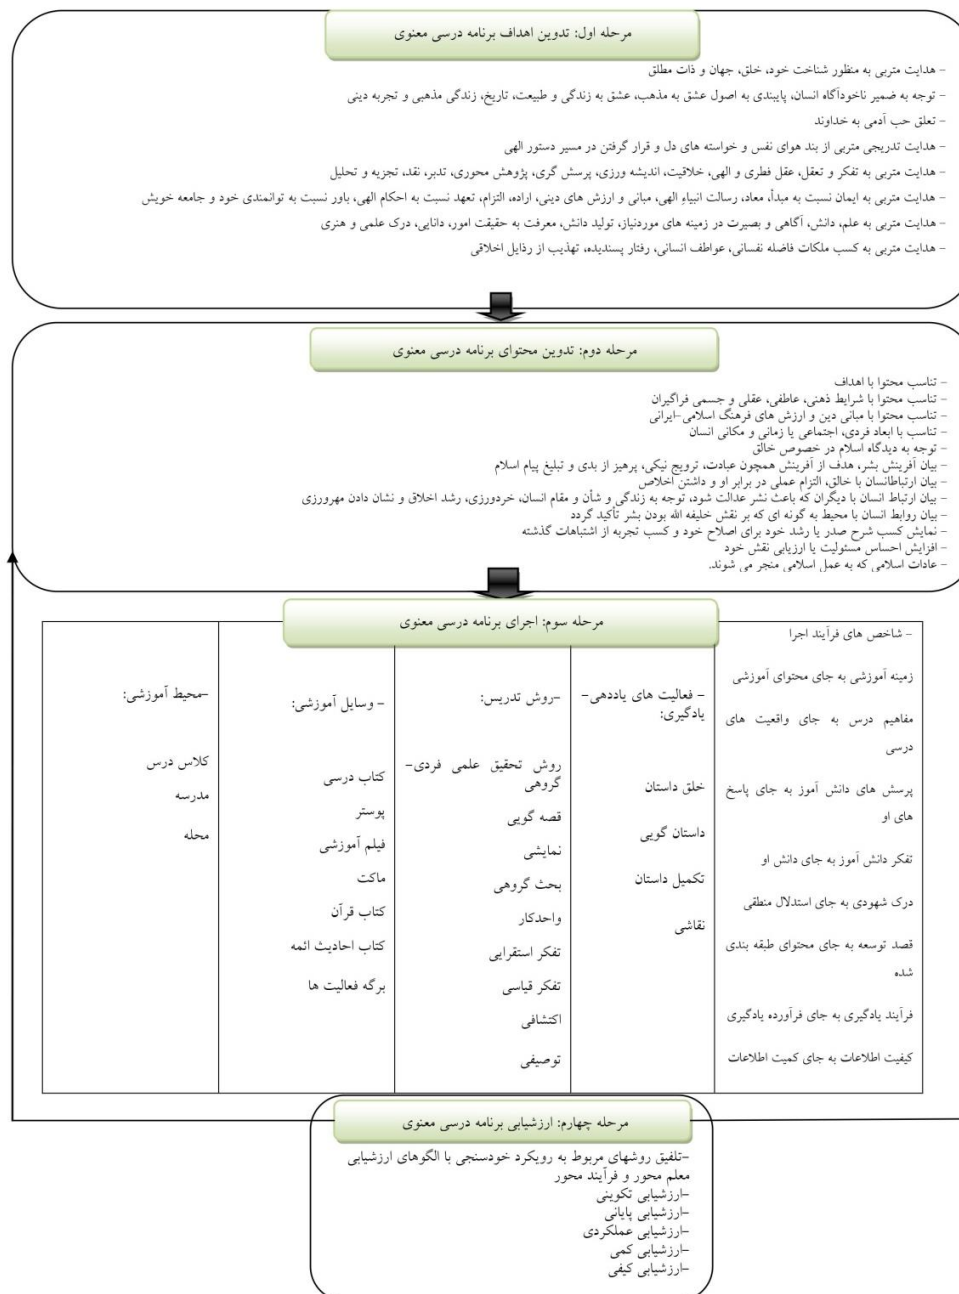 مرحله اول: تدوین اهداف برنامه درسی معنوی
- هدایت متربی به منظور شناخت خود، خلق، جهان و ذات مطلق
- توجه به ضمیر ناخودآگاه انسان، پایبندی به اصول عشق به مذهب، عشق به زندگی و طبیعت، تاریخ، زندگی مذهبی و تجربه دینی
- تعلق حب آدمی به خداوند
- هدایت تدریجی متربی از بند هوای نفس و خواسته های دل و قرار گرفتن در مسیر دستور الهی
- هدایت متربی به تفکر و تعقل، عقل فطری و الهی، خلاقیت، اندیشه ورزی، پرسش گری، پژوهش محوری، تدبر، نقد، تجزیه و تحلیل
- هدایت متربی به ایمان نسبت به مبدأ، معاد، رسالت انبیاء الهی، مبانی و ارزش های دینی، اراده، التزام، تعهد نسبت به احکام الهی، باور نسبت به توانمندی خود و جامعه خویش
- هدایت متربی به علم، دانش، آگاهی و بصیرت در زمینه های موردنیاز، تولید دانش، معرفت به حقیقت امور، دانایی، درک علمی و هنری
- هدایت متربی به کسب ملکات فاضله نفسانی، عواطف انسانی، رفتار پسندیده، تهذیب از رذایل اخلاقی
مرحله دوم: تدوین محتوای برنامه درسی معنوی
- تناسب محتوا با اهداف
- تناسب محتوا با شرایط ذهنی، عاطفی، عقلی و جسمی فراگیران
- تناسب محتوا با مبانی دین و ارزش های فرهنگ اسلامی-ایرانی
- تناسب با ابعاد فردی، اجتماعی یا زمانی و مکانی انسان
- توجه به دیدگاه اسلام در خصوص خالق
- بیان آفرینش بشر، هدف از آفرینش همچون عبادت، ترویج نیکی، پرهیز از بدی و تبلیغ پیام اسلام
- بیان ارتباطانسان با خالق، التزام عملی در برابر او و داشتن اخلاص
- بیان ارتباط انسان با دیگران که باعث نشر عدالت شود، توجه به زندگی و شأن و مقام انسان، خردورزی، رشد اخلاق و نشان دادن مهرورزی
- بیان روابط انسان با محیط به گونه ای که بر نقش خلیفه الله بودن بشر تأکید گردد
- نمایش کسب شرح صدر یا رشد خود برای اصلاح خود و کسب تجربه از اشتباهات گذشته
- افزایش احساس مسئولیت یا ارزیابی نقش خود
- عادات اسلامی که به عمل اسلامی منجر می شوند.
مرحله سوم: اجرای برنامه درسی معنوی
- شاخص های فرآیند اجرا
زمینه آموزشی به جای محتوای آموزشی
مفاهیم درس به جای واقعیت های
درسی
پرسش های دانش آموز به جای پاسخ
های او
تفکر دانش آموز به جای دانش او
درک شهودی به جای استدلال منطقی
قصد توسعه به جای محتوای طبقه بندی
شده
فرآیند یادگیری به جای فرآورده یادگیری
کیفیت اطلاعات به جای کمیت اطلاعات
- فعالیت های یاددهی-
یادگیری:
خلق داستان
داستان گویی
تکمیل داستان
نقاشی
-روش تدریس:
روش تحقیق علمی فردی-
گروهی
قصه گویی
نمایشی
بحث گروهی
واحدکار
تفکر استقرایی
تفکر قیاسی
اکتشافی
توصیفی
- وسایل آموزشی:
کتاب درسی
پوستر
فیلم آموزشی
ماکت
کتاب قرآن
کتاب احادیث ائمه
برگه فعالیت ها
-محیط آموزشی:
کلاس درس
مدرسه
محله
مرحله چهارم: ارزشیابی برنامه درسی معنوی
-تلفیق روشهای مربوط به رویکرد خودسنجی با الگوهای ارزشیابی
معلم محور و فرآیند محور
-ارزشیابی تکوینی
-ارزشیابی پایانی
-ارزشیابی عملکردی
-ارزشیابی کمی
-ارزشیابی کیفی